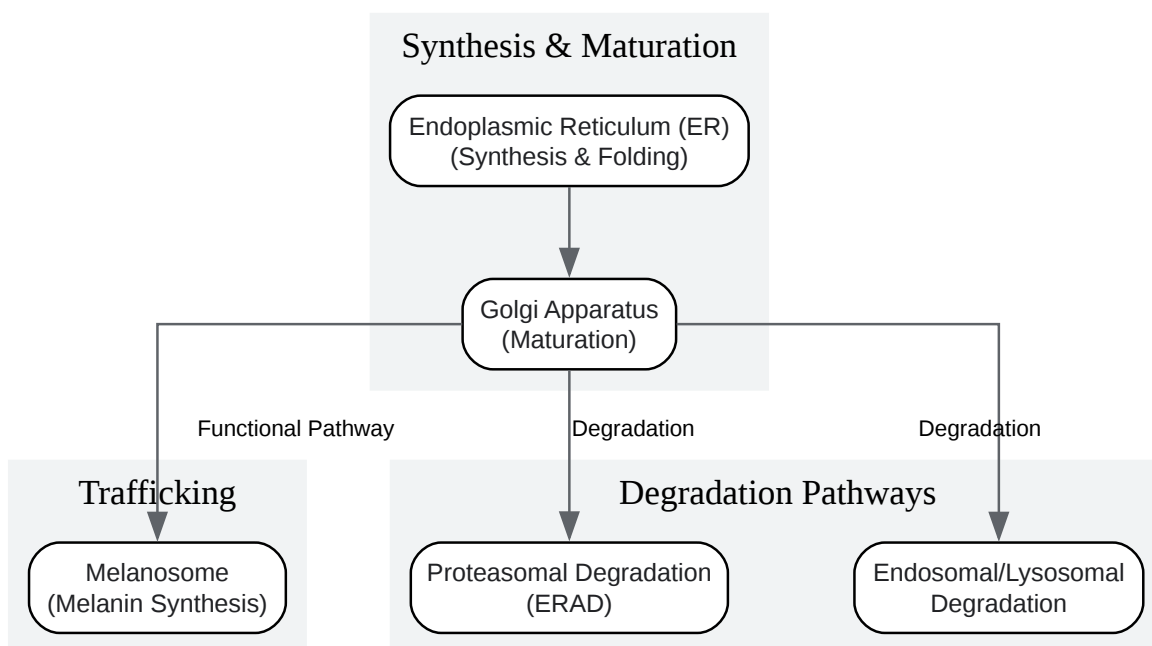 Synthesis & Maturation
Endoplasmic Reticulum (ER)
(Synthesis & Folding)
Golgi Apparatus
(Maturation)
Functional Pathway
Degradation
Degradation
Trafficking
Degradation Pathways
Melanosome
(Melanin Synthesis)
Proteasomal Degradation
(ERAD)
Endosomal/Lysosomal
Degradation